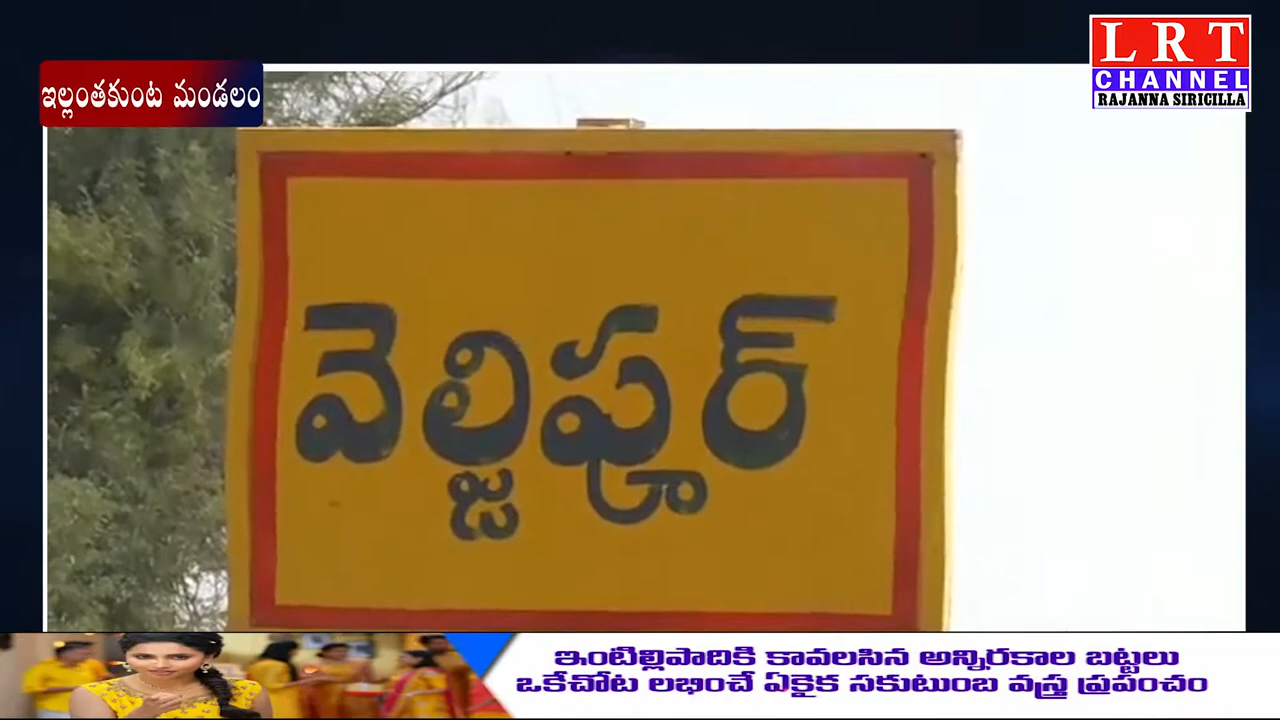 LRT
CHANNEL
RAJANNA SIRICILLA
ఇల్లంతకుంట మండలం
వెల్జిపూర్
ఇంటిల్లిపాదికి కావలసిన అన్నిరకాల బట్టలు
ఒకేచోట లభించే ఏకైక సకుటుంబ వస్త్ర ప్రపంచం